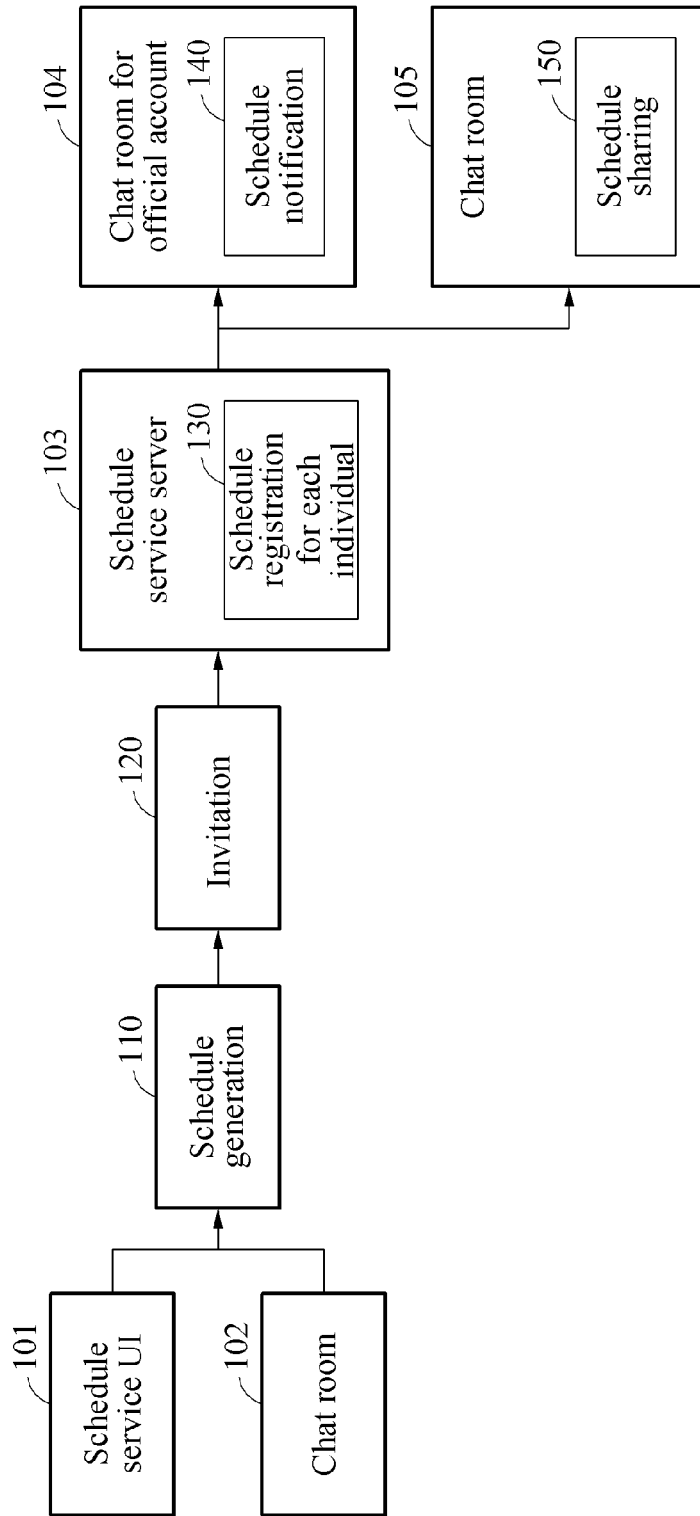 101
Schedule
service UI
102
Chat room
110
Schedule
generation
120
Invitation
103
Schedule
service server
130
Schedule
registration
for each
individual
104
Chat room for
official account
140
Schedule
notification
105
Chat room
150
Schedule
sharing